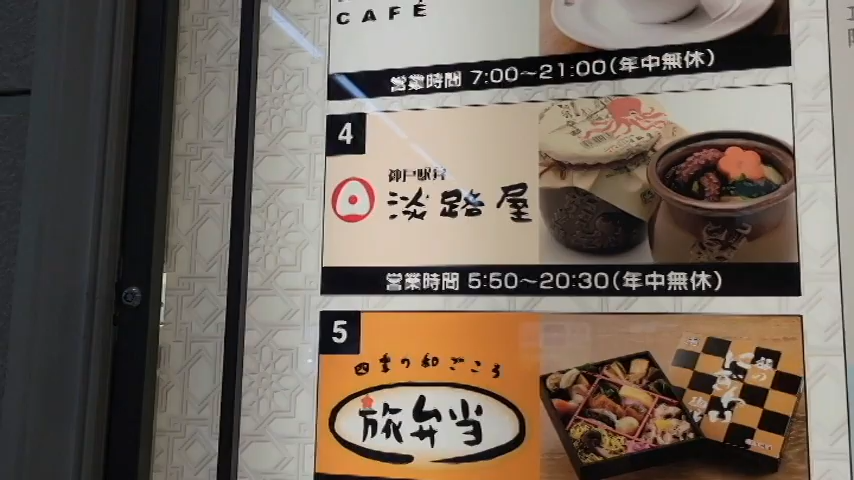 CAFÉ
営業時間 7:00〜21:00(年中無休)
4
神戸駅弁
淡路屋
営業時間 5:50〜20:30(年中無休)
5
四季の和ごころ
旅弁当